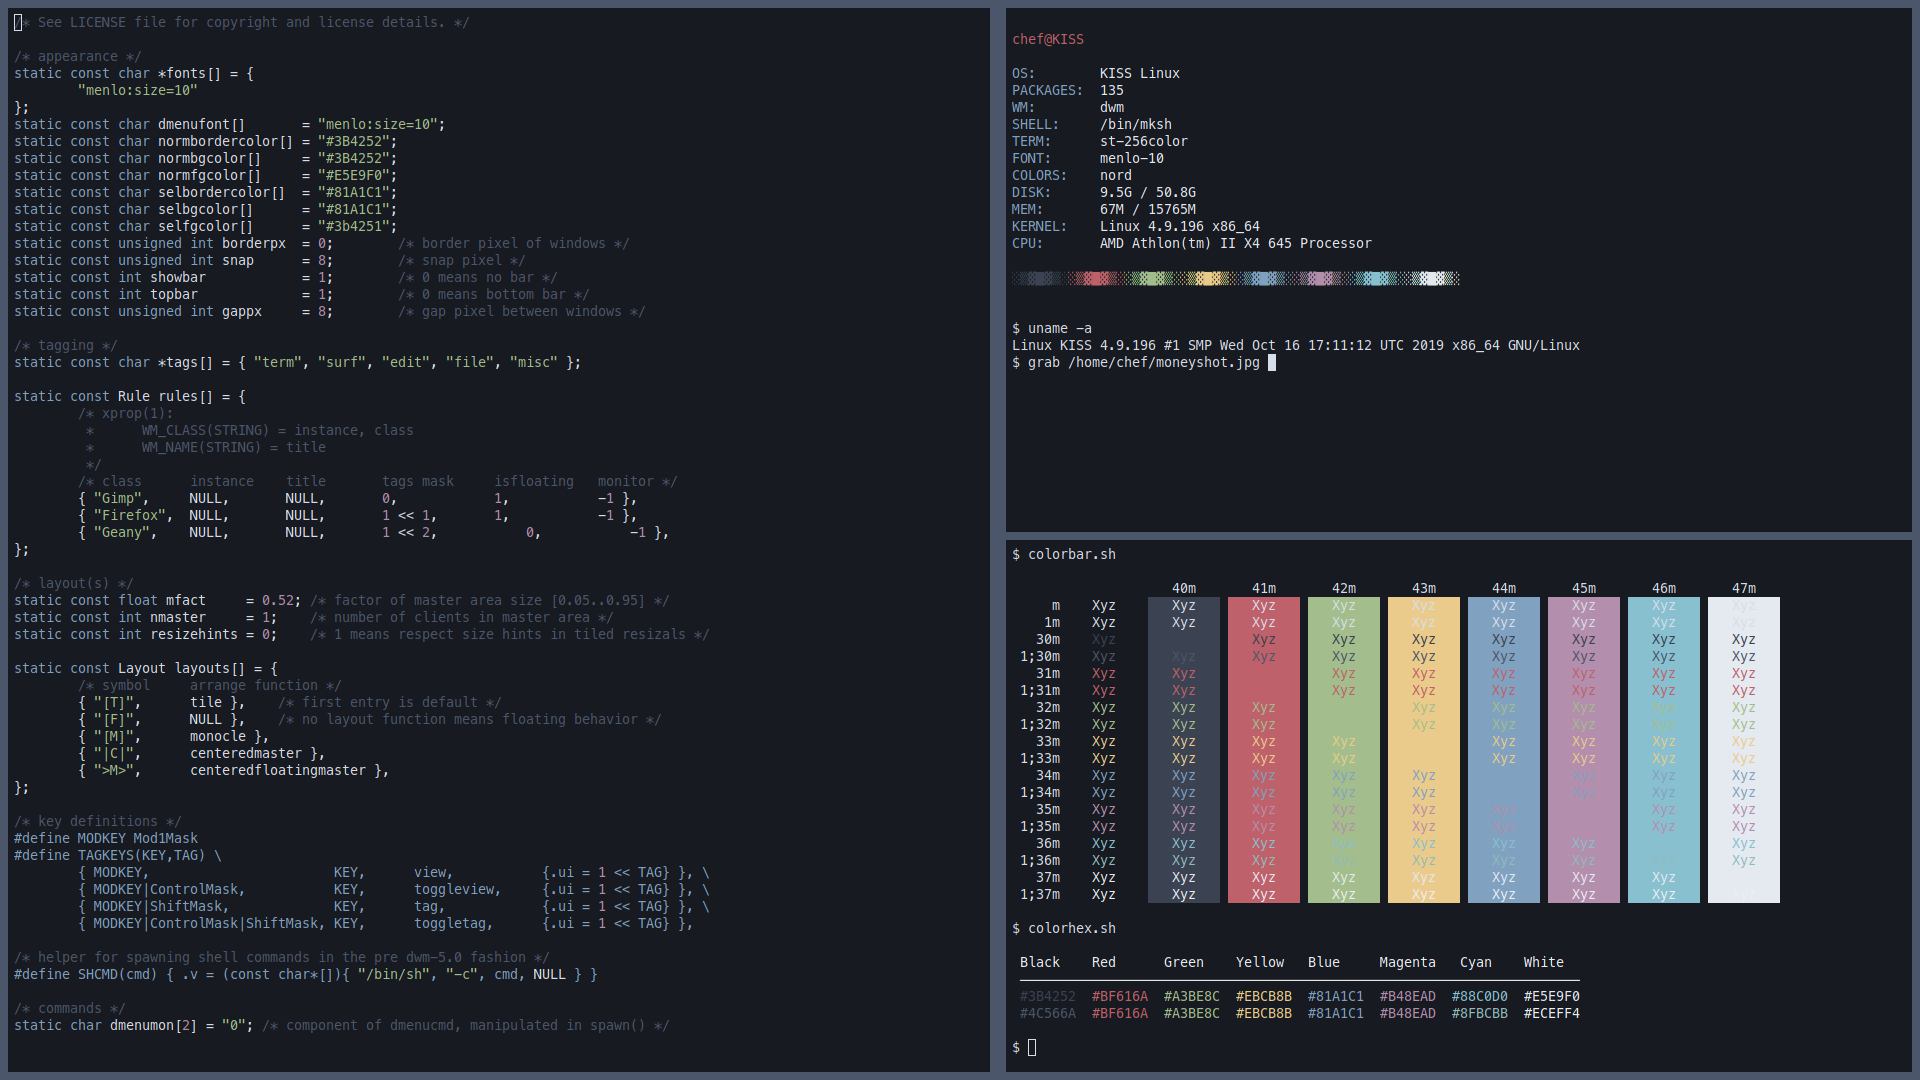 /* See LICENSE file for copyright and license details. */
/* appearance */
static const char *fonts[] = {
        "menlo:size=10"
};
static const char dmenufont[]       = "menlo:size=10";
static const char normbordercolor[] = "#3B4252";
static const char normbgcolor[]     = "#3B4252";
static const char normfgcolor[]     = "#E5E9F0";
static const char selbordercolor[]  = "#81A1C1";
static const char selbgcolor[]      = "#81A1C1";
static const char selfgcolor[]      = "#3b4251";
static const unsigned int borderpx  = 0;        /* border pixel of windows */
static const unsigned int snap      = 8;        /* snap pixel */
static const int showbar            = 1;        /* 0 means no bar */
static const int topbar             = 1;        /* 0 means bottom bar */
static const unsigned int gappx     = 8;        /* gap pixel between windows */
/* tagging */
static const char *tags[] = { "term", "surf", "edit", "file", "misc" };
static const Rule rules[] = {
        /* xprop(1):
         *      WM_CLASS(STRING) = instance, class
         *      WM_NAME(STRING) = title
         */
        /* class      instance    title       tags mask     isfloating   monitor */
        { "Gimp",     NULL,       NULL,       0,            1,           -1 },
        { "Firefox",  NULL,       NULL,       1 << 1,       1,           -1 },
        { "Geany",    NULL,       NULL,       1 << 2,           0,           -1 },
};
/* layout(s) */
static const float mfact     = 0.52; /* factor of master area size [0.05..0.95] */
static const int nmaster     = 1;    /* number of clients in master area */
static const int resizehints = 0;    /* 1 means respect size hints in tiled resizals */
static const Layout layouts[] = {
        /* symbol     arrange function */
        { "[T]",      tile },    /* first entry is default */
        { "[F]",      NULL },    /* no layout function means floating behavior */
        { "[M]",      monocle },
        { "|C|",      centeredmaster },
        { ">M>",      centeredfloatingmaster },
};
/* key definitions */
#define MODKEY Mod1Mask
#define TAGKEYS(KEY,TAG) \
        { MODKEY,                       KEY,      view,           {.ui = 1 << TAG} }, \
        { MODKEY|ControlMask,           KEY,      toggleview,     {.ui = 1 << TAG} }, \
        { MODKEY|ShiftMask,             KEY,      tag,            {.ui = 1 << TAG} }, \
        { MODKEY|ControlMask|ShiftMask, KEY,      toggletag,      {.ui = 1 << TAG} },
/* helper for spawning shell commands in the pre dwm-5.0 fashion */
#define SHCMD(cmd) { .v = (const char*[]){ "/bin/sh", "-c", cmd, NULL } }
/* commands */
static char dmenumon[2] = "0"; /* component of dmenucmd, manipulated in spawn() */
chef@KISS
OS:        KISS Linux
PACKAGES:  135
WM:        dwm
SHELL:     /bin/mksh
TERM:      st-256color
FONT:      menlo-10
COLORS:    nord
DISK:      9.5G / 50.8G
MEM:       67M / 15765M
KERNEL:    Linux 4.9.196 x86_64
CPU:       AMD Athlon(tm) II X4 645 Processor
$ uname -a
Linux KISS 4.9.196 #1 SMP Wed Oct 16 17:11:12 UTC 2019 x86_64 GNU/Linux
$ grab /home/chef/moneyshot.jpg
$ colorbar.sh
40m 41m 42m 43m 44m 45m 46m 47m
m Xyz Xyz Xyz Xyz Xyz Xyz Xyz Xyz Xyz
1m Xyz Xyz Xyz Xyz Xyz Xyz Xyz Xyz Xyz
30m Xyz Xyz Xyz Xyz Xyz Xyz Xyz Xyz
1;30m Xyz Xyz Xyz Xyz Xyz Xyz Xyz Xyz Xyz
31m Xyz Xyz Xyz Xyz Xyz Xyz Xyz Xyz
1;31m Xyz Xyz Xyz Xyz Xyz Xyz Xyz Xyz
32m Xyz Xyz Xyz Xyz Xyz Xyz Xyz Xyz
1;32m Xyz Xyz Xyz Xyz Xyz Xyz Xyz Xyz
33m Xyz Xyz Xyz Xyz Xyz Xyz Xyz Xyz
1;33m Xyz Xyz Xyz Xyz Xyz Xyz Xyz Xyz
34m Xyz Xyz Xyz Xyz Xyz Xyz Xyz Xyz
1;34m Xyz Xyz Xyz Xyz Xyz Xyz Xyz Xyz
35m Xyz Xyz Xyz Xyz Xyz Xyz Xyz Xyz
1;35m Xyz Xyz Xyz Xyz Xyz Xyz Xyz Xyz
36m Xyz Xyz Xyz Xyz Xyz Xyz Xyz Xyz
1;36m Xyz Xyz Xyz Xyz Xyz Xyz Xyz Xyz Xyz
37m Xyz Xyz Xyz Xyz Xyz Xyz Xyz Xyz
1;37m Xyz Xyz Xyz Xyz Xyz Xyz Xyz Xyz
$ colorhex.sh
Black Red Green Yellow Blue Magenta Cyan White
#3B4252 #BF616A #A3BE8C #EBCB8B #81A1C1 #B48EAD #88C0D0 #E5E9F0
#4C566A #BF616A #A3BE8C #EBCB8B #81A1C1 #B48EAD #8FBCBB #ECEFF4
$